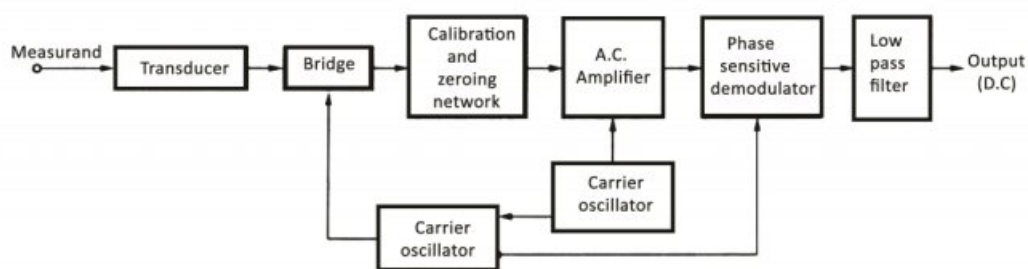 Measurand
Transducer
Bridge
Calibration
and
zeroing
network
A.C.
Amplifier
Phase
sensitive
demodulator
Low
pass
filter
Output
(D.C)
Carrier
oscillator
Carrier
oscillator